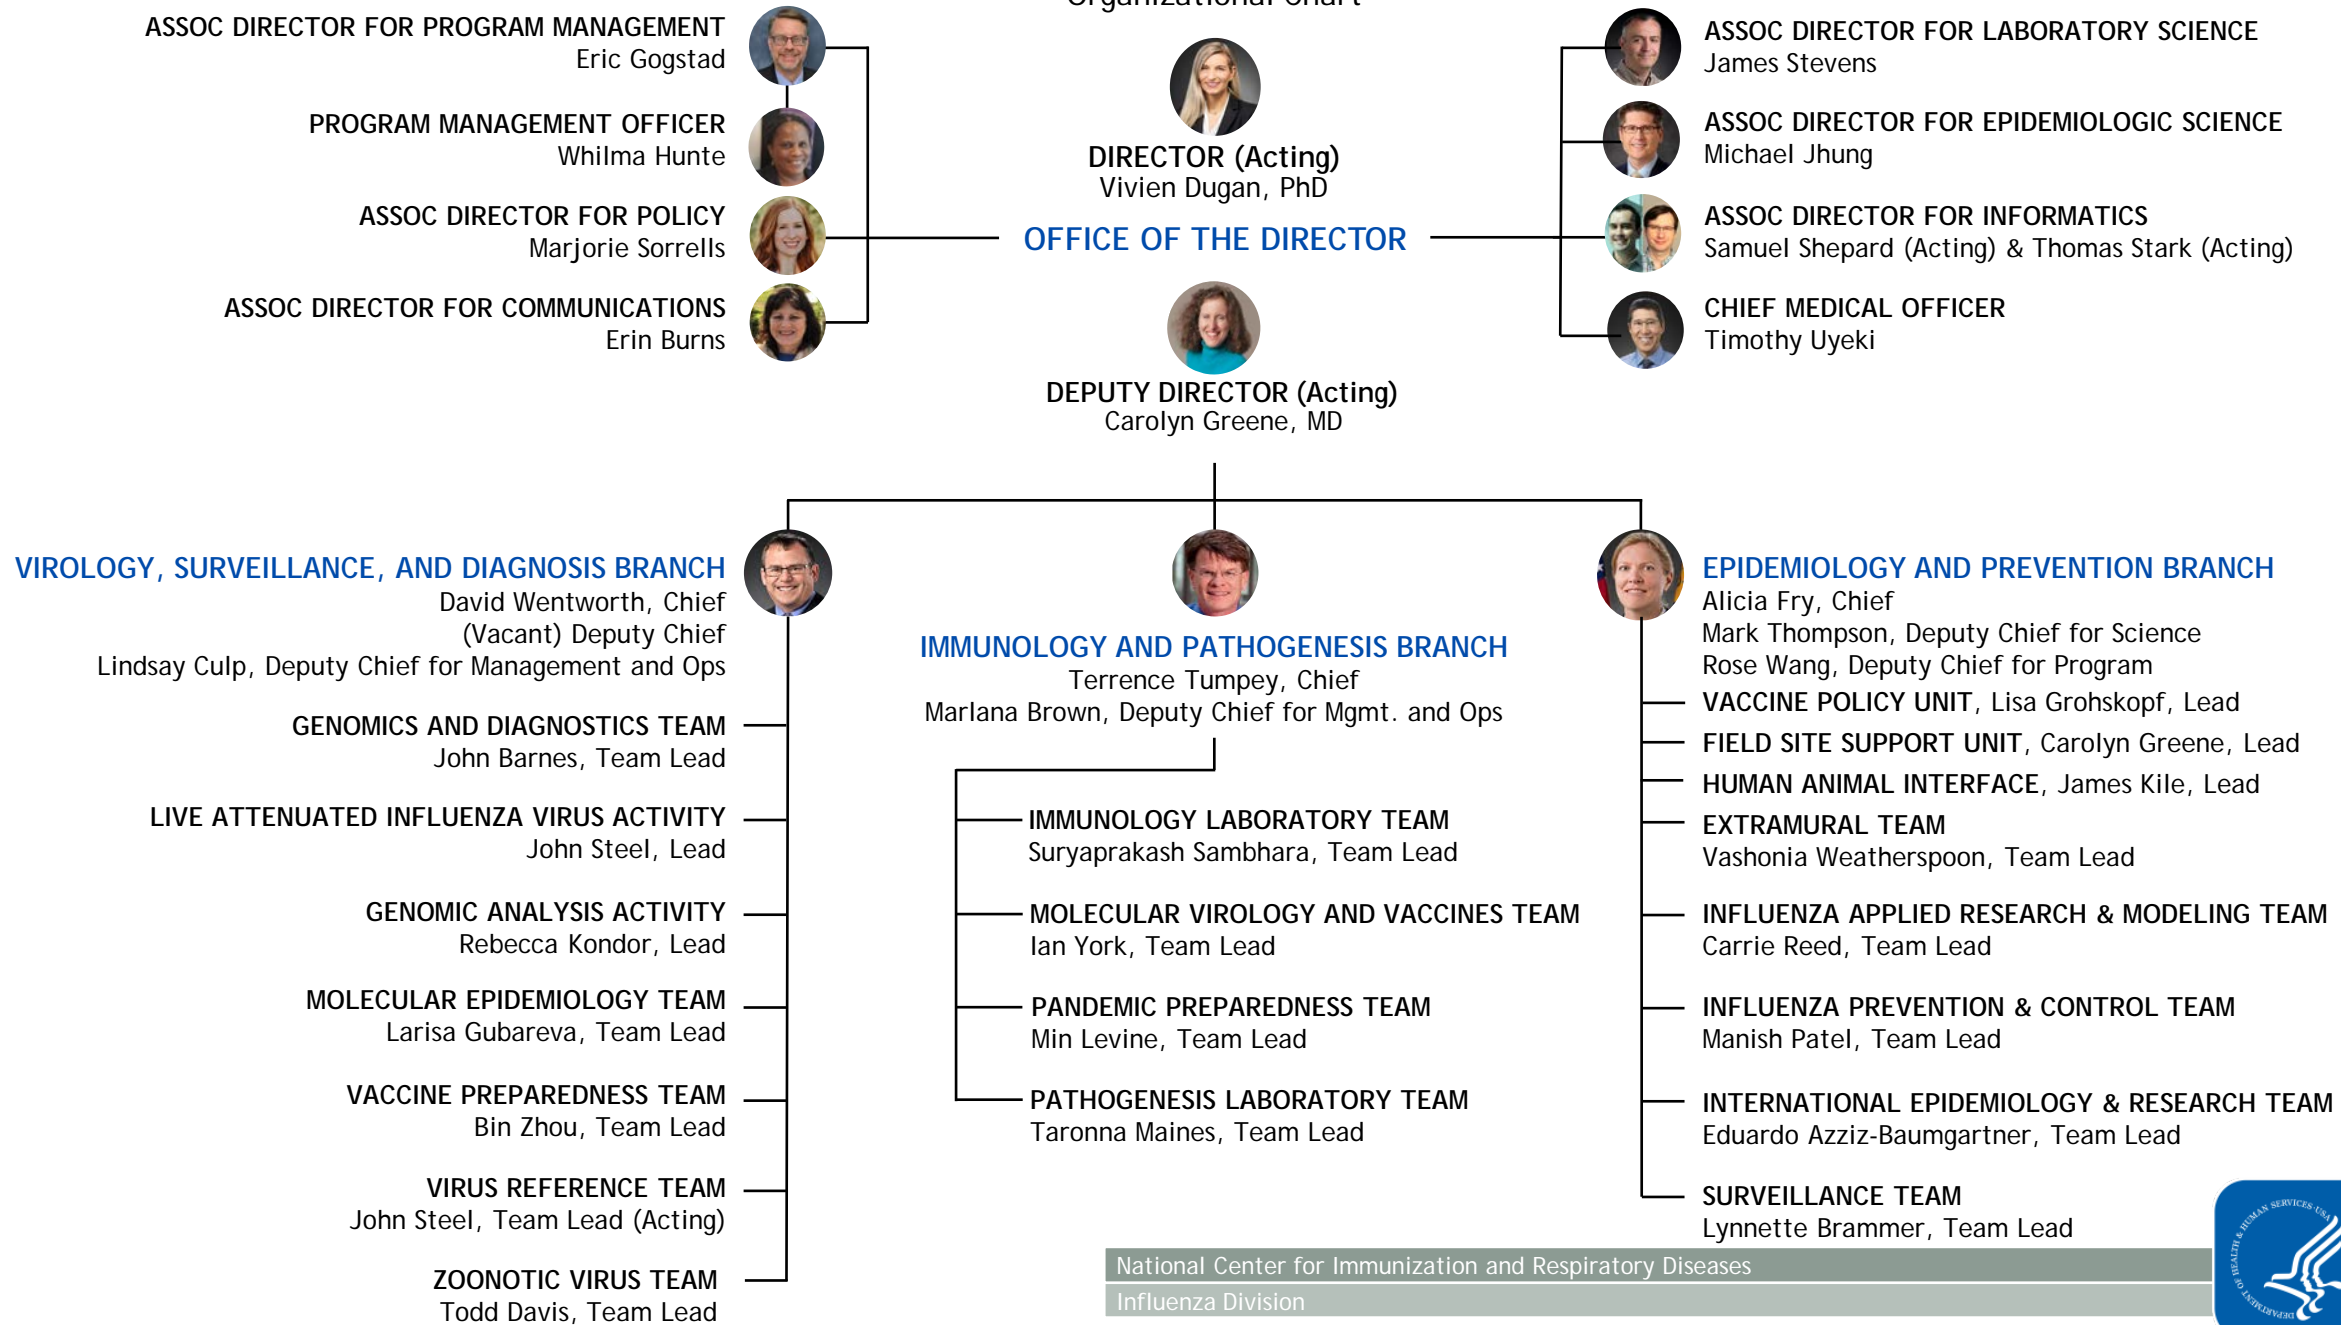 Organizational Chart
ASSOC DIRECTOR FOR PROGRAM MANAGEMENT
Eric Gogstad
PROGRAM MANAGEMENT OFFICER
Whilma Hunte
ASSOC DIRECTOR FOR POLICY
Marjorie Sorrells
ASSOC DIRECTOR FOR COMMUNICATIONS
Erin Burns
DIRECTOR (Acting)
Vivien Dugan, PhD
OFFICE OF THE DIRECTOR
DEPUTY DIRECTOR (Acting)
Carolyn Greene, MD
ASSOC DIRECTOR FOR LABORATORY SCIENCE
James Stevens
ASSOC DIRECTOR FOR EPIDEMIOLOGIC SCIENCE
Michael Jhung
ASSOC DIRECTOR FOR INFORMATICS
Samuel Shepard (Acting) & Thomas Stark (Acting)
CHIEF MEDICAL OFFICER
Timothy Uyeki
VIROLOGY, SURVEILLANCE, AND DIAGNOSIS BRANCH
David Wentworth, Chief
(Vacant) Deputy Chief
Lindsay Culp, Deputy Chief for Management and Ops
GENOMICS AND DIAGNOSTICS TEAM
John Barnes, Team Lead
LIVE ATTENUATED INFLUENZA VIRUS ACTIVITY
John Steel, Lead
GENOMIC ANALYSIS ACTIVITY
Rebecca Kondor, Lead
MOLECULAR EPIDEMIOLOGY TEAM
Larisa Gubareva, Team Lead
VACCINE PREPAREDNESS TEAM
Bin Zhou, Team Lead
VIRUS REFERENCE TEAM
John Steel, Team Lead (Acting)
ZOONOTIC VIRUS TEAM
Todd Davis, Team Lead
IMMUNOLOGY AND PATHOGENESIS BRANCH
Terrence Tumpey, Chief
Marlana Brown, Deputy Chief for Mgmt. and Ops
IMMUNOLOGY LABORATORY TEAM
Suryaprakash Sambhara, Team Lead
MOLECULAR VIROLOGY AND VACCINES TEAM
Ian York, Team Lead
PANDEMIC PREPAREDNESS TEAM
Min Levine, Team Lead
PATHOGENESIS LABORATORY TEAM
Taronna Maines, Team Lead
EPIDEMIOLOGY AND PREVENTION BRANCH
Alicia Fry, Chief
Mark Thompson, Deputy Chief for Science
Rose Wang, Deputy Chief for Program
VACCINE POLICY UNIT, Lisa Grohskopf, Lead
FIELD SITE SUPPORT UNIT, Carolyn Greene, Lead
HUMAN ANIMAL INTERFACE, James Kile, Lead
EXTRAMURAL TEAM
Vashonia Weatherspoon, Team Lead
INFLUENZA APPLIED RESEARCH & MODELING TEAM
Carrie Reed, Team Lead
INFLUENZA PREVENTION & CONTROL TEAM
Manish Patel, Team Lead
INTERNATIONAL EPIDEMIOLOGY & RESEARCH TEAM
Eduardo Azziz-Baumgartner, Team Lead
SURVEILLANCE TEAM
Lynnette Brammer, Team Lead
National Center for Immunization and Respiratory Diseases
Influenza Division
DEPARTMENT OF HEALTH & HUMAN SERVICES·USA